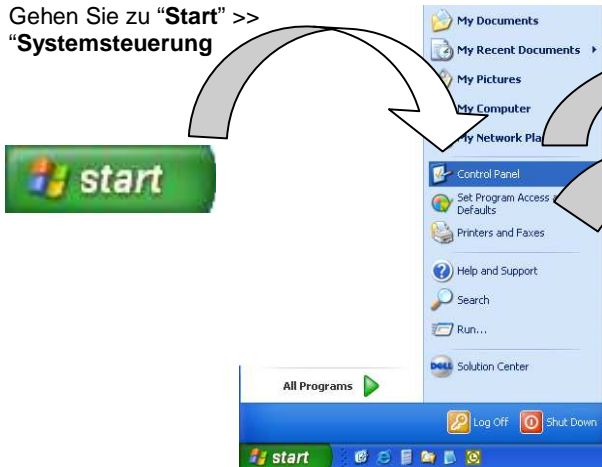 Gehen Sie zu “Start” >>
“Systemsteuerung
start
My Documents
My Recent Documents
My Pictures
My Computer
My Network
Control Panel
Set Program Access
Defaults
Printers and Faxes
Help and Support
Search
Run...
DELL Solution Center
All Programs
Log Off Shut Down
start